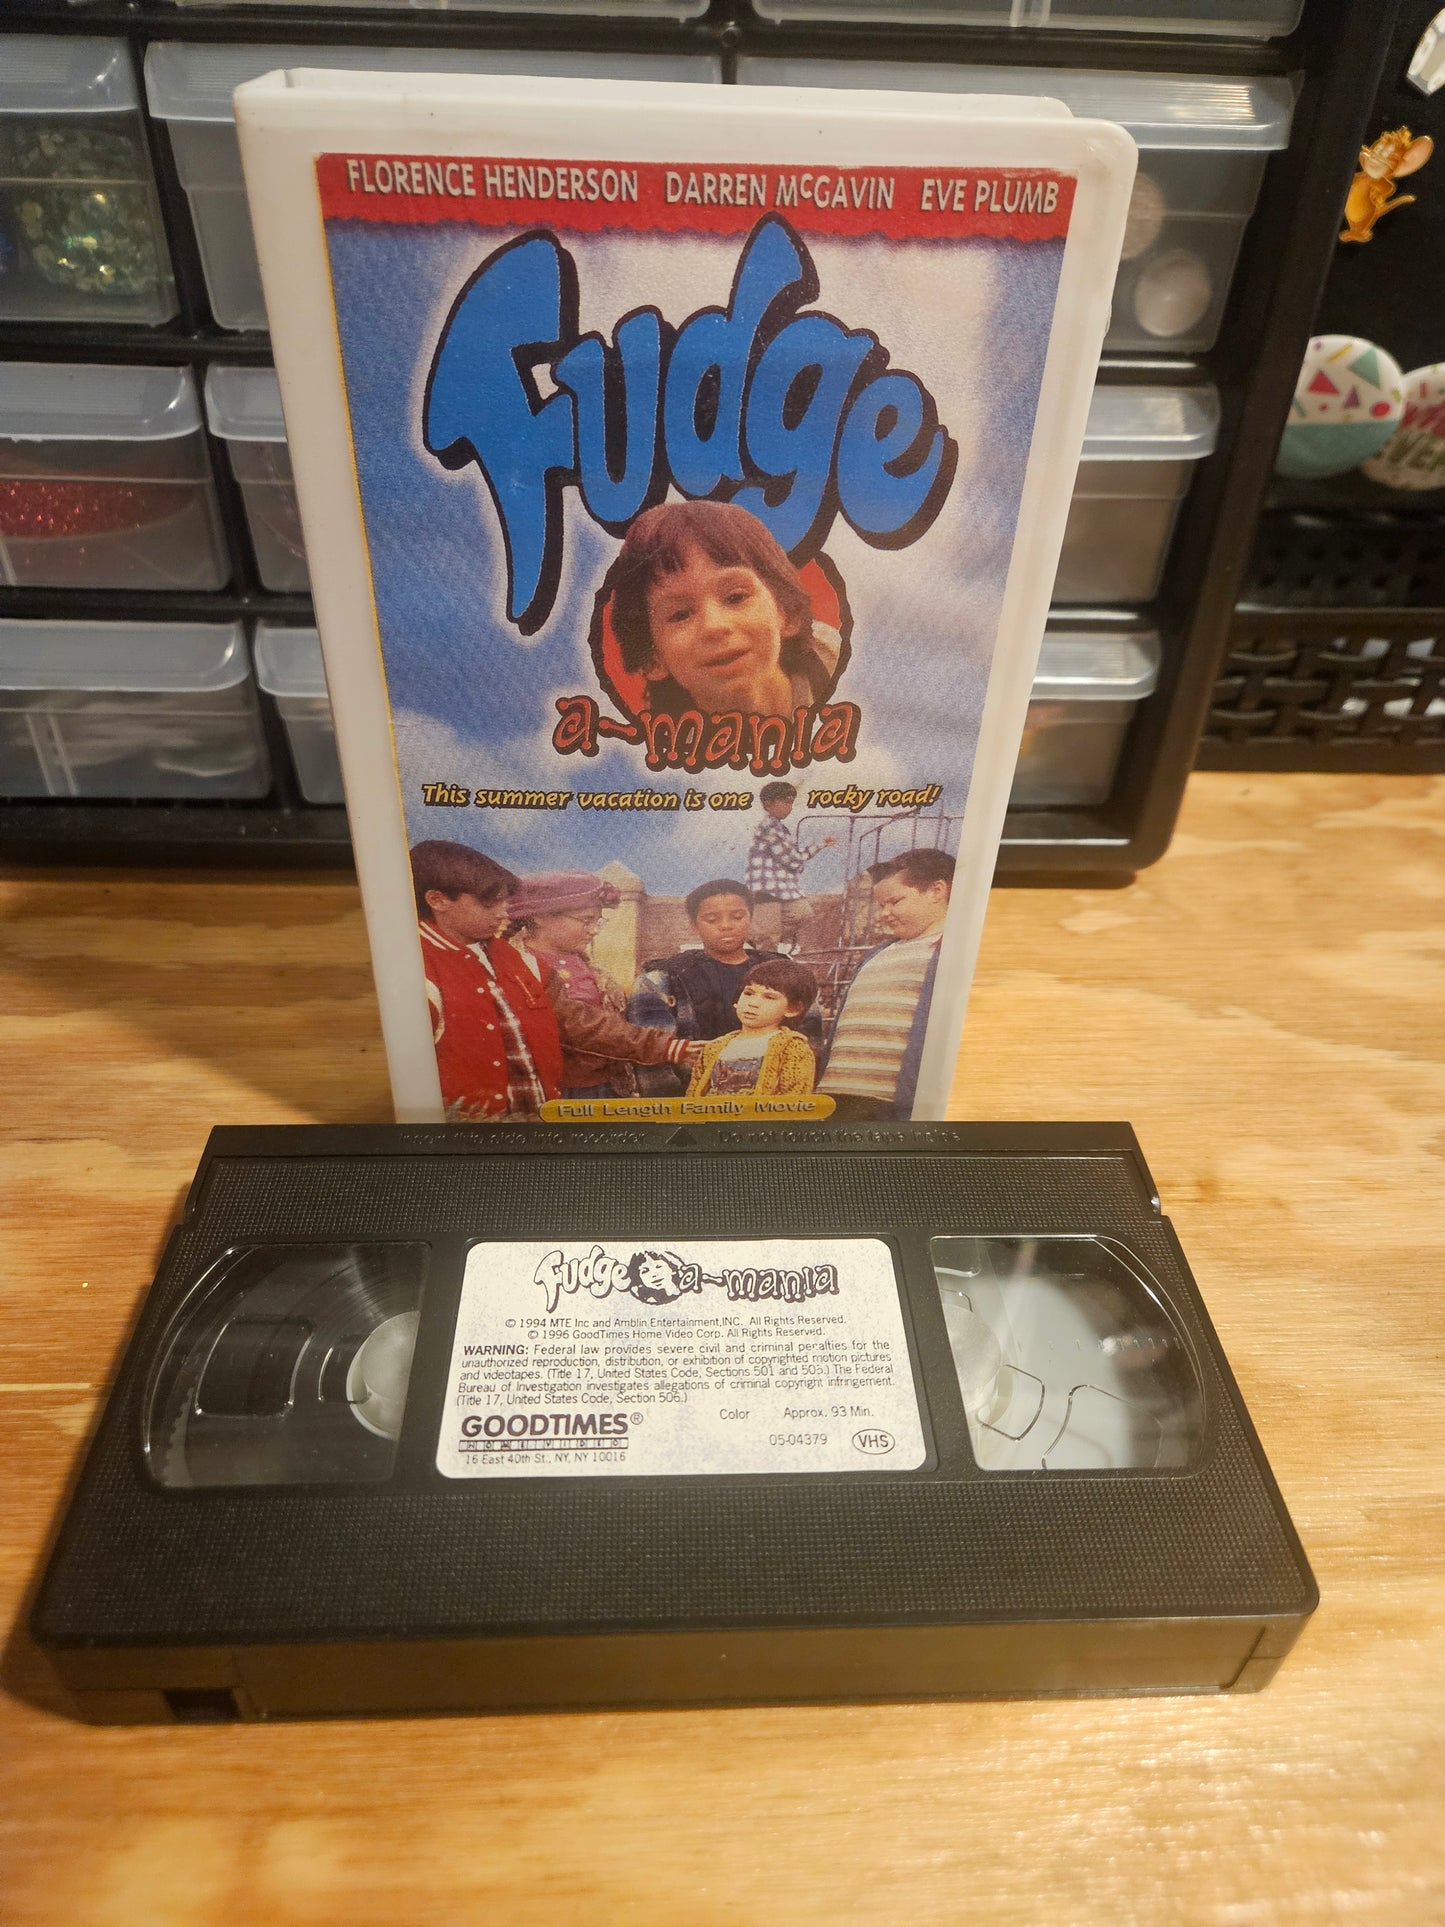 FLORENCE HENDERSON DARREN McGAVIN EVE PLUMB
Fudge
a-mania
This summer vacation is one rocky road!
Full Length Family Movie
Insert this side into recorder Do not touch the tape inside
Fudge a-mania
© 1994 MTE Inc and Amblin Entertainment,INC. All Rights Reserved.
© 1996 GoodTimes Home Video Corp. All Rights Reserved.
WARNING: Federal law provides severe civil and criminal penalties for the
unauthorized reproduction, distribution, or exhibition of copyrighted motion pictures
and videotapes. (Title 17, United States Code, Sections 501 and 506.) The Federal
Bureau of Investigation investigates allegations of criminal copyright infringement.
(Title 17, United States Code, Section 506.)
GOODTIMES® Color Approx. 93 Min.
HOME VIDEO 05-04379 VHS
16 East 40th St., NY, NY 10016